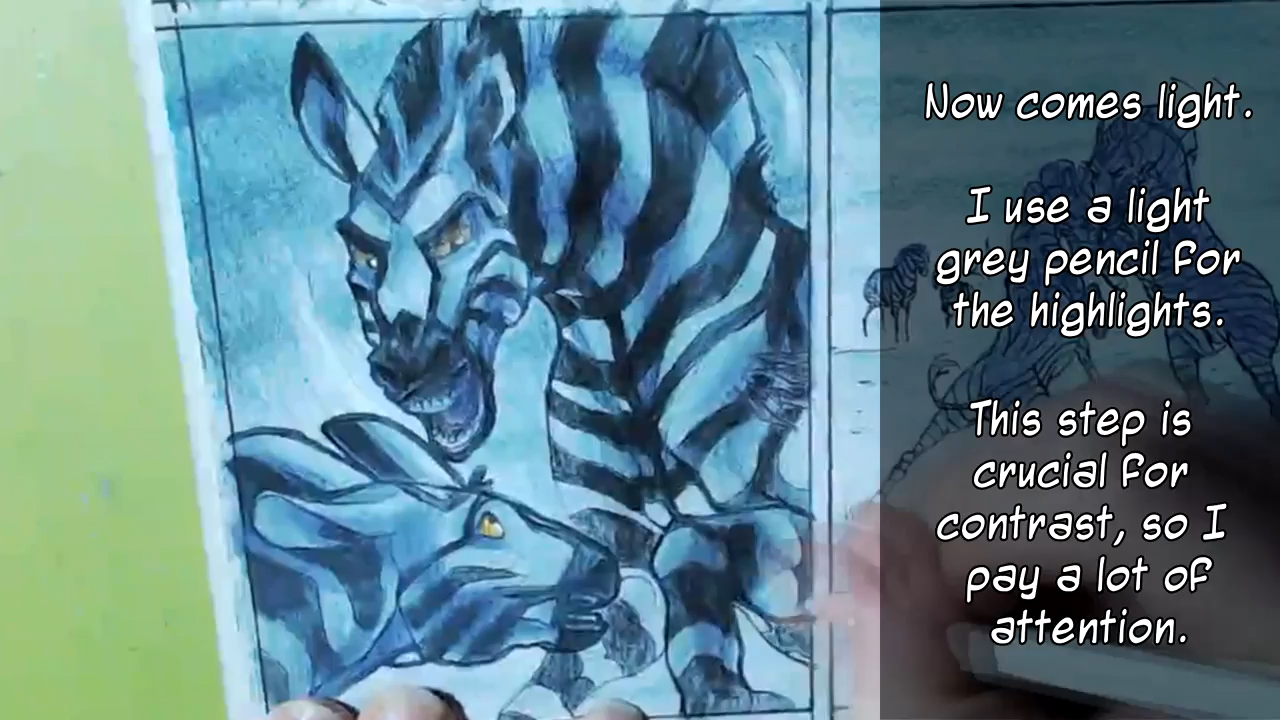 Now comes light.
I use a light
grey pencil for
the highlights.
This step is
crucial for
contrast, so I
pay a lot of
attention.